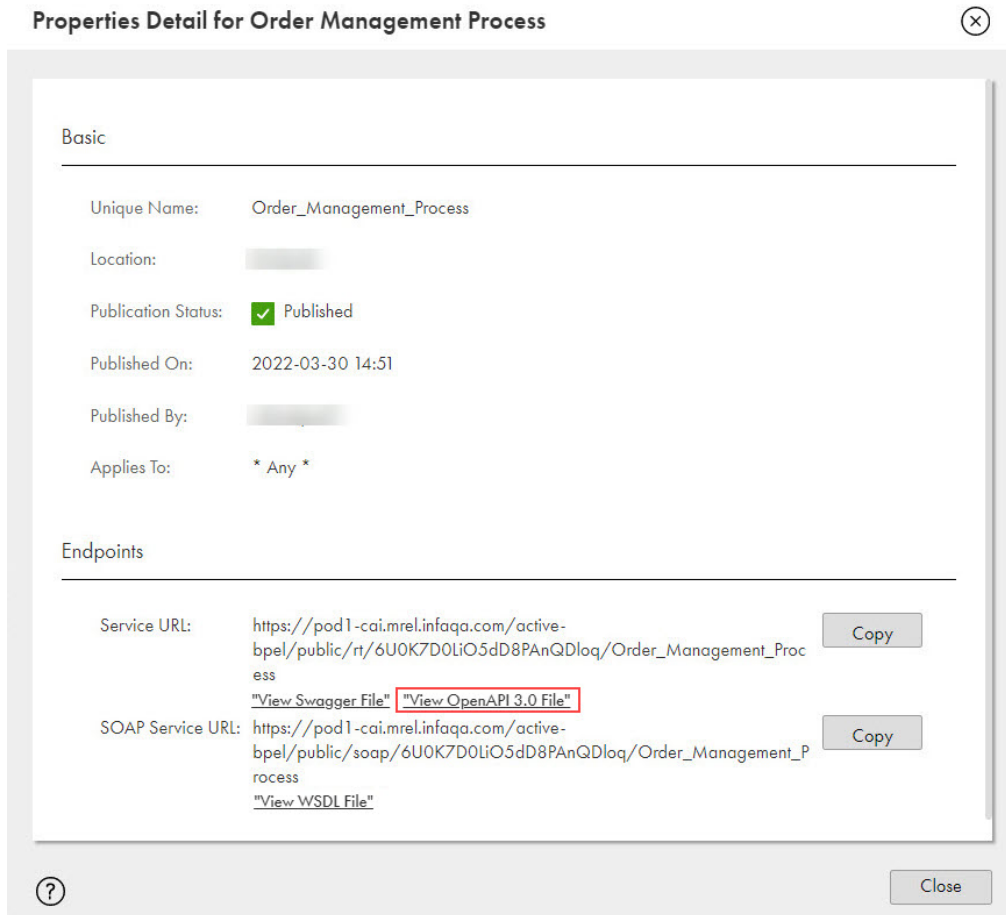 Properties Detail for Order Management Process
Basic
Unique Name: Order_Management_Process
Location:
Publication Status: Published
Published On: 2022-03-30 14:51
Published By:
Applies To: * Any *
Endpoints
Service URL: https://pod1-cai.mrel.infaqa.com/active-
bpel/public/rt/6U0K7D0LiO5dD8PAnQDloq/Order_Management_Proc
ess
Copy
"View Swagger File" "View OpenAPI 3.0 File"
SOAP Service URL: https://pod1-cai.mrel.infaqa.com/active-
bpel/public/soap/6U0K7D0LiO5dD8PAnQDloq/Order_Management_P
rocess
Copy
"View WSDL File"
?
Close